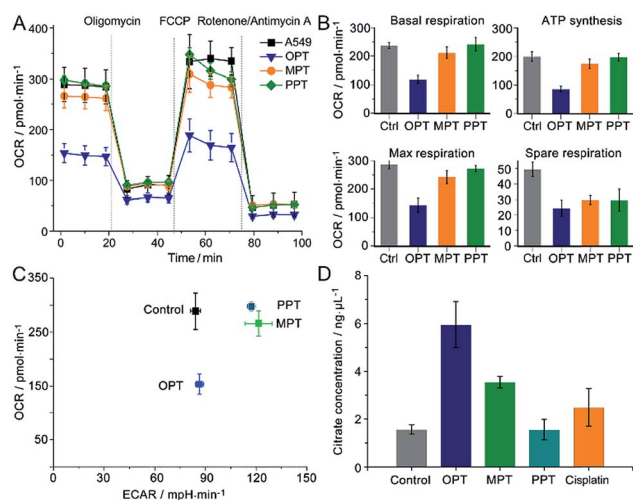 A
Oligomycin
FCCP
Rotenone/Antimycin A
OCR / pmol·min⁻¹
400
300
200
100
50
0
A549
OPT
MPT
PPT
0 20 40 60 80 100
Time / min
B
Basal respiration
OCR / pmol·min⁻¹
300
200
100
0
Ctrl OPT MPT PPT
ATP synthesis
300
200
100
0
Ctrl OPT MPT PPT
Max respiration
OCR / pmol·min⁻¹
300
200
100
0
Ctrl OPT MPT PPT
Spare respiration
60
40
20
0
Ctrl OPT MPT PPT
C
OCR / pmol·min⁻¹
350
300
250
150
50
0
Control
PPT
MPT
OPT
0 30 60 90 120 150
ECAR / mpH·min⁻¹
D
Citrate concentration / ng·µL⁻¹
8
6
4
2
0
Control OPT MPT PPT Cisplatin